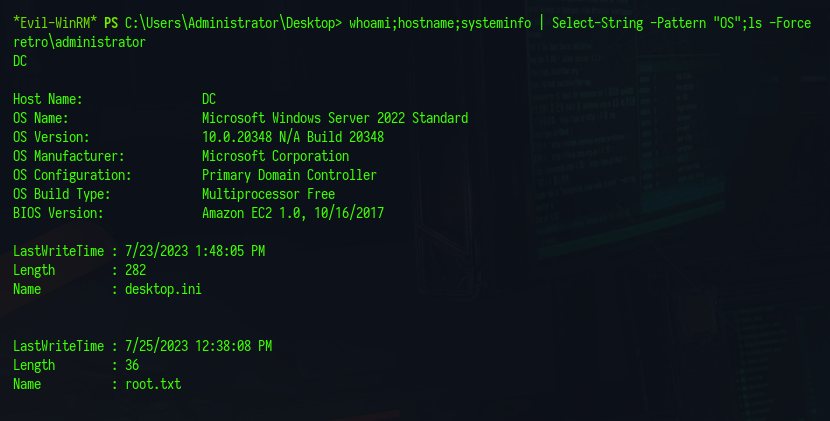 *Evil-WinRM* PS C:\Users\Administrator\Desktop> whoami;hostname;systeminfo | Select-String -Pattern "OS";ls -Force
retro\administrator
DC
Host Name:                 DC
OS Name:                   Microsoft Windows Server 2022 Standard
OS Version:                10.0.20348 N/A Build 20348
OS Manufacturer:           Microsoft Corporation
OS Configuration:          Primary Domain Controller
OS Build Type:             Multiprocessor Free
BIOS Version:              Amazon EC2 1.0, 10/16/2017
LastWriteTime : 7/23/2023 1:48:05 PM
Length        : 282
Name          : desktop.ini
LastWriteTime : 7/25/2023 12:38:08 PM
Length        : 36
Name          : root.txt